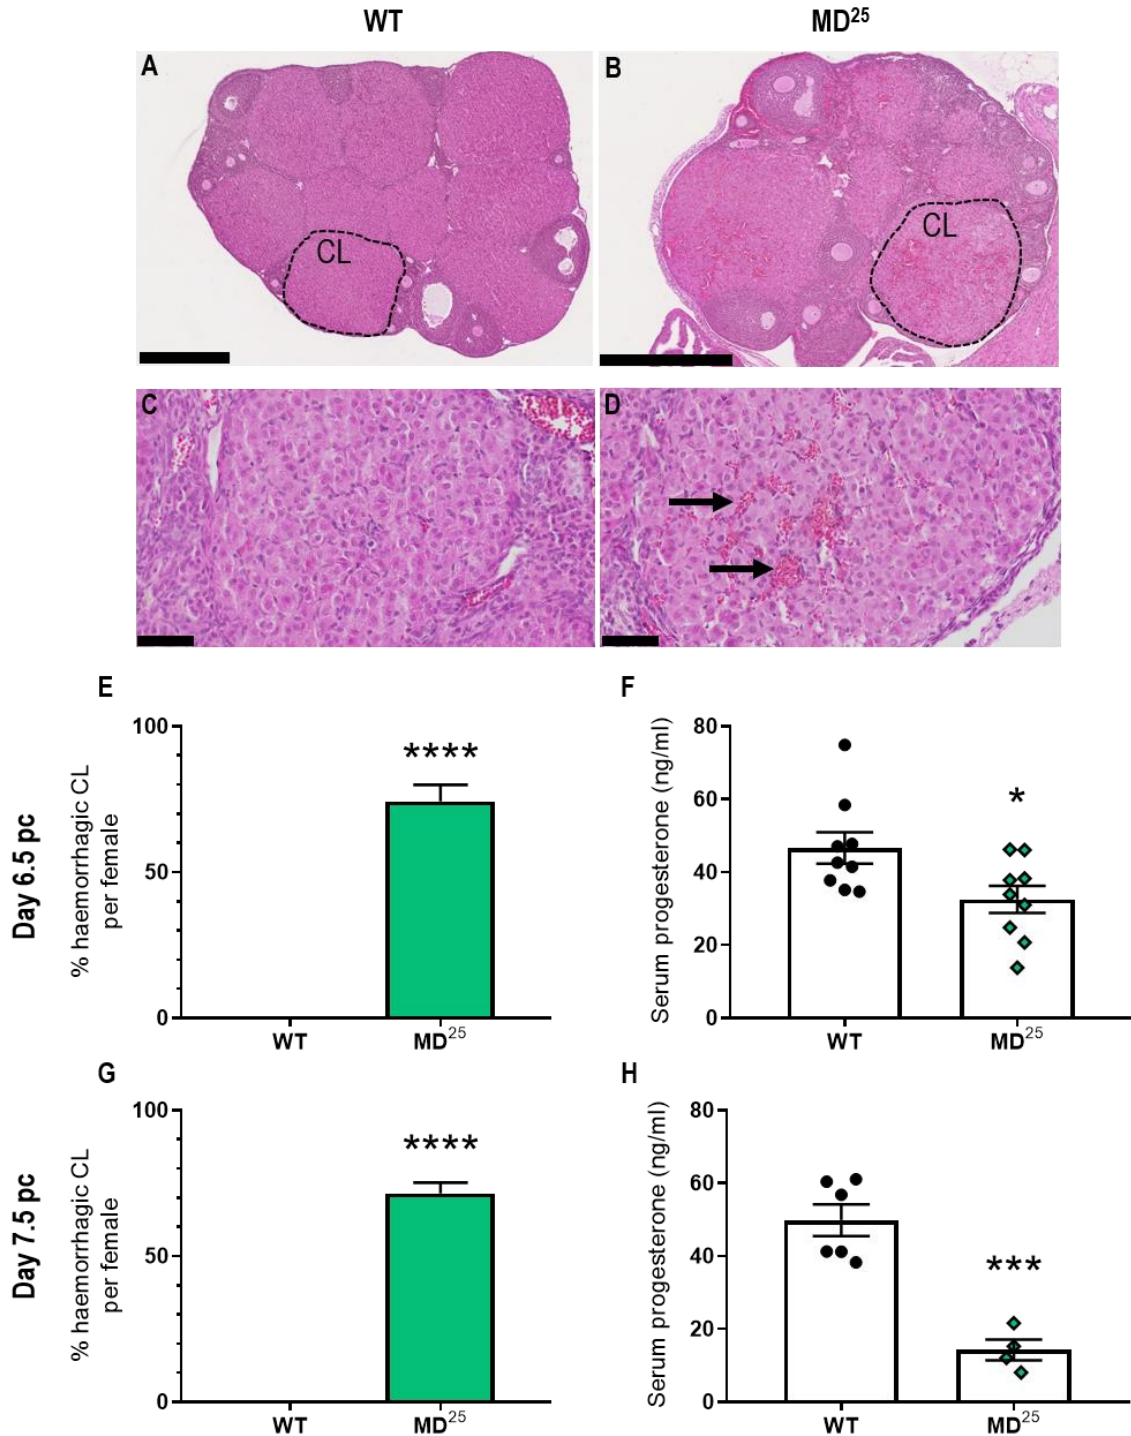 WT MD²⁵
A B
CL CL
C D
E F
Day 6.5 pc
% haemorrhagic CL
per female
100
50
0
****
WT MD²⁵
Serum progesterone (ng/ml)
80
60
40
20
0
*
WT MD²⁵
G H
Day 7.5 pc
% haemorrhagic CL
per female
100
50
0
****
WT MD²⁵
Serum progesterone (ng/ml)
80
60
40
20
0
***
WT MD²⁵